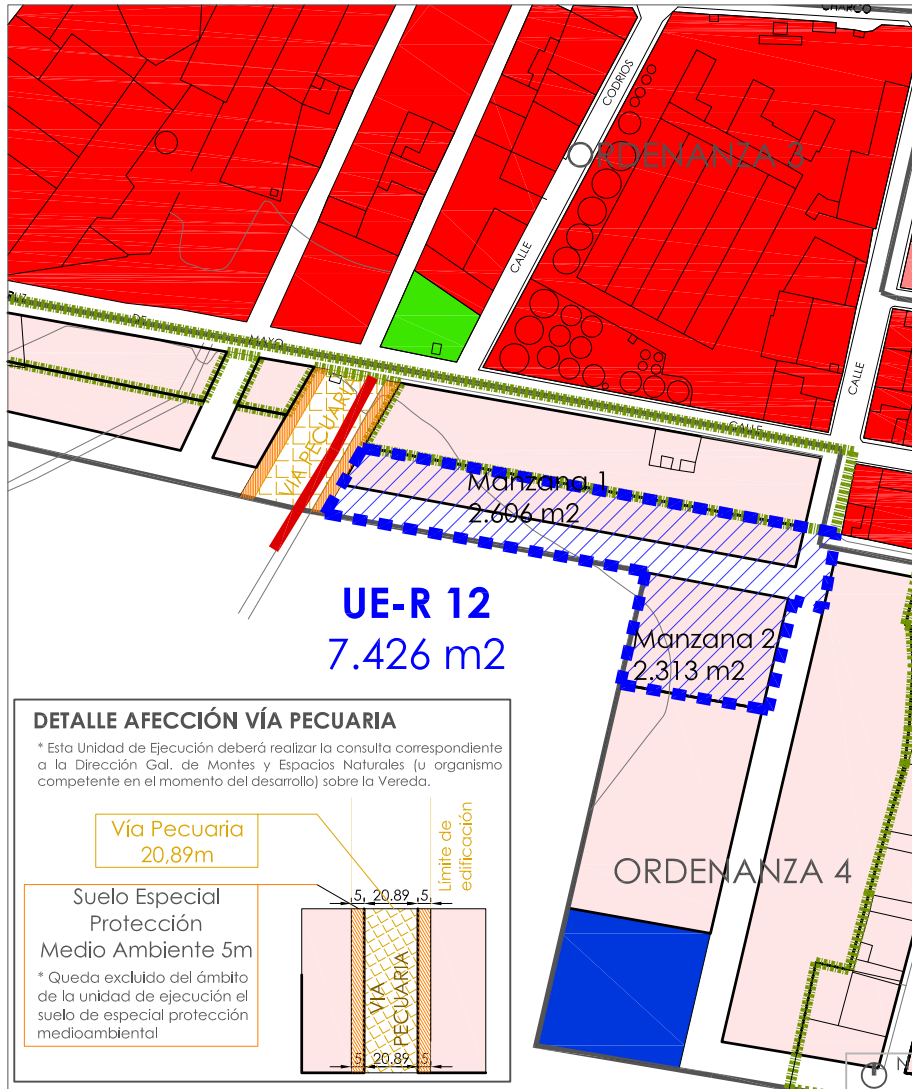 CHARCO
CODRIOS
ORDENANZA 3
CALLE
CALLE
CRUZ DE MAYO
CALLE
VÍA PECUARIA
Manzana 1
2.606 m2
UE-R 12
7.426 m2
Manzana 2
2.313 m2
ORDENANZA 4
DETALLE AFECCIÓN VÍA PECUARIA
* Esta Unidad de Ejecución deberá realizar la consulta correspondiente
a la Dirección Gal. de Montes y Espacios Naturales (u organismo
competente en el momento del desarrollo) sobre la Vereda.
Vía Pecuaria
20,89m
Límite de
edificación
Suelo Especial
Protección
Medio Ambiente 5m
* Queda excluido del ámbito
de la unidad de ejecución el
suelo de especial protección
medioambiental
5 20.89 5
VIA
PECUARIA
5 20.89 5
N